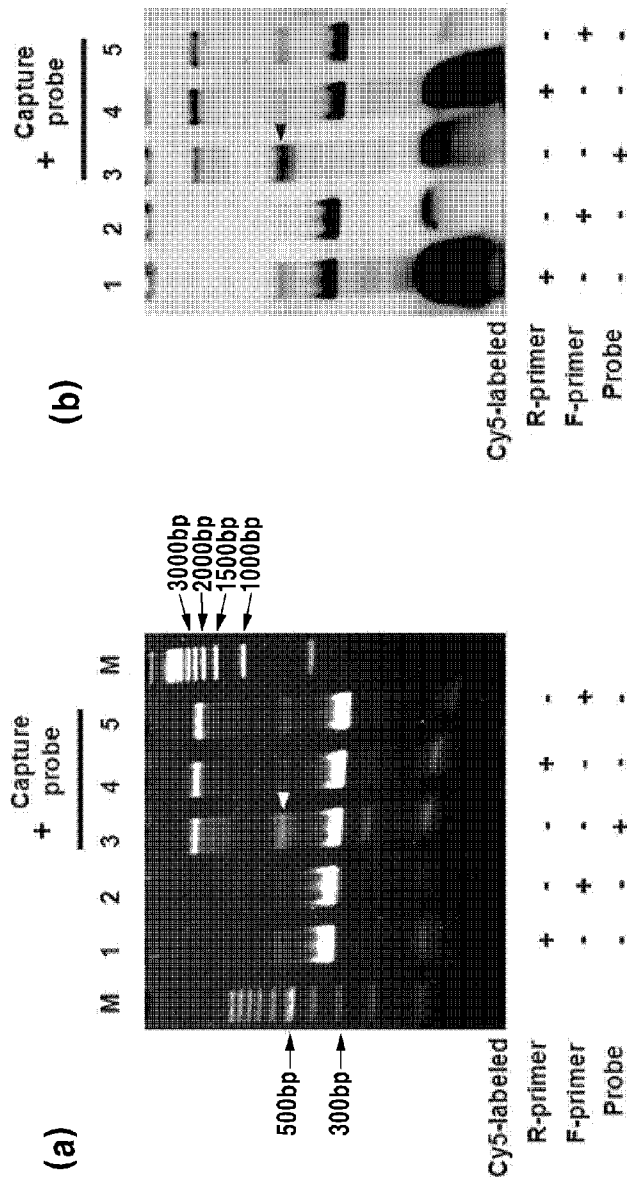 (a)
+ Capture
probe
M 1 2 3 4 5 M
3000bp
2000bp
1500bp
1000bp
500bp
300bp
Cy5-labeled
R-primer + - - + -
F-primer - + - - +
Probe - - + - -
(b)
+ Capture
probe
1 2 3 4 5
Cy5-labeled
R-primer + - - + -
F-primer - + - - +
Probe - - + - -